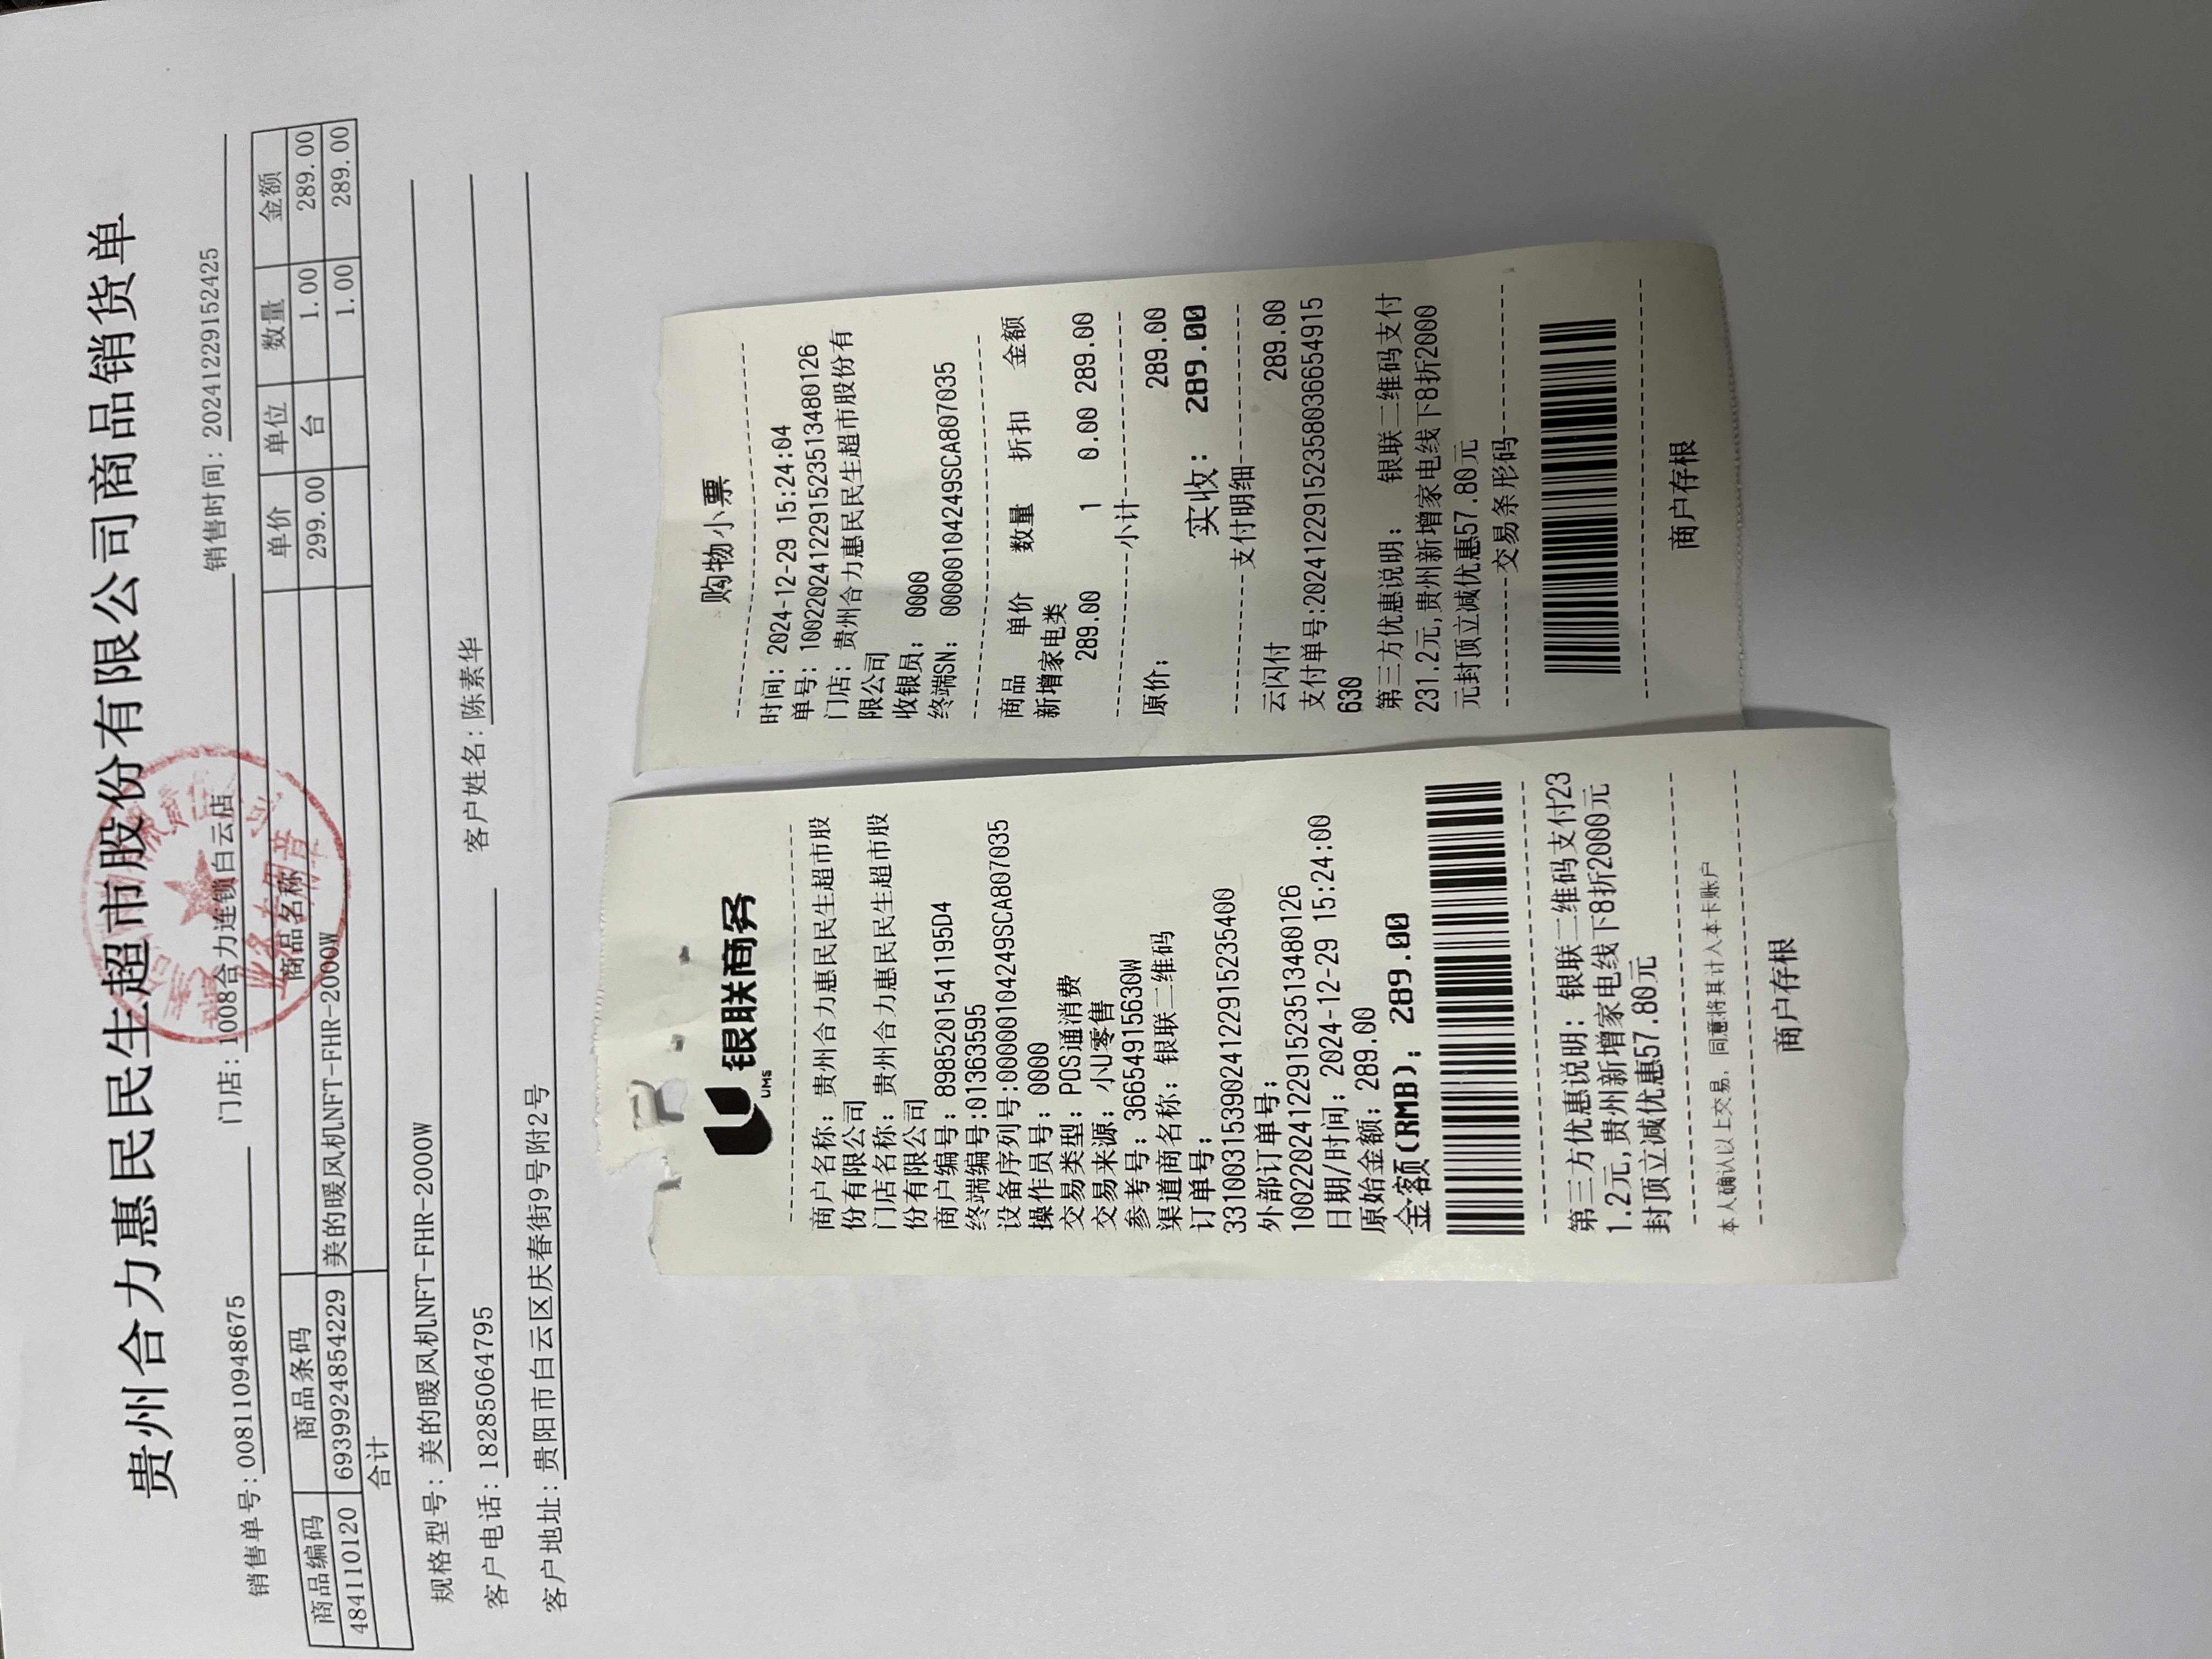 贵州合力惠民民生超市股份有限公司商品销货单
销售单号:008110948675 门店:1008合力连锁白云店 销售时间:20241229152425
商品编码 商品条码 商品名称 单价 单位 数量 金额
484110120 6939924854229 美的暖风机NFT-FHR-2000W 299.00 台 1.00 289.00
合计 1.00 289.00
规格型号:美的暖风机NFT-FHR-2000W
客户电话:18285064795 客户姓名:陈素华
客户地址:贵阳市白云区庆春街9号附2号
银联商务
UMS
商户名称:贵州合力惠民民生超市股
份有限公司
门店名称:贵州合力惠民民生超市股
份有限公司
商户编号:8985201541195D4
终端编号:01363595
设备序列号:00000104249SCA807035
操作员号:0000
交易类型:POS通消费
交易来源:小U零售
参考号:36654915630W
渠道商名称:银联二维码
订单号:
33100315390241229152354​00
外部订单号:
10022024122915235134801​26
日期/时间:2024-12-29 15:24:00
原始金额:289.00
金额(RMB):289.00
第三方优惠说明:银联二维码支付23
1.2元,贵州新增家电线下8折2000元
封顶立减优惠57.80元
本人确认以上交易,同意将其计入本卡账户
商户存根
购物小票
时间:2024-12-29 15:24:04
单号:10022024122915235134801​26
门店:贵州合力惠民民生超市股份有
限公司
收银员:0000
终端SN:00000104249SCA807035
商品 单价 数量 折扣 金额
新增家电类
289.00 1 0.00 289.00
小计
原价: 289.00
实收:289.00
支付明细
云闪付 289.00
支付单号:20241229152358036654915
630
第三方优惠说明: 银联二维码支付
231.2元,贵州新增家电线下8折2000
元封顶立减优惠57.80元
交易条形码
商户存根